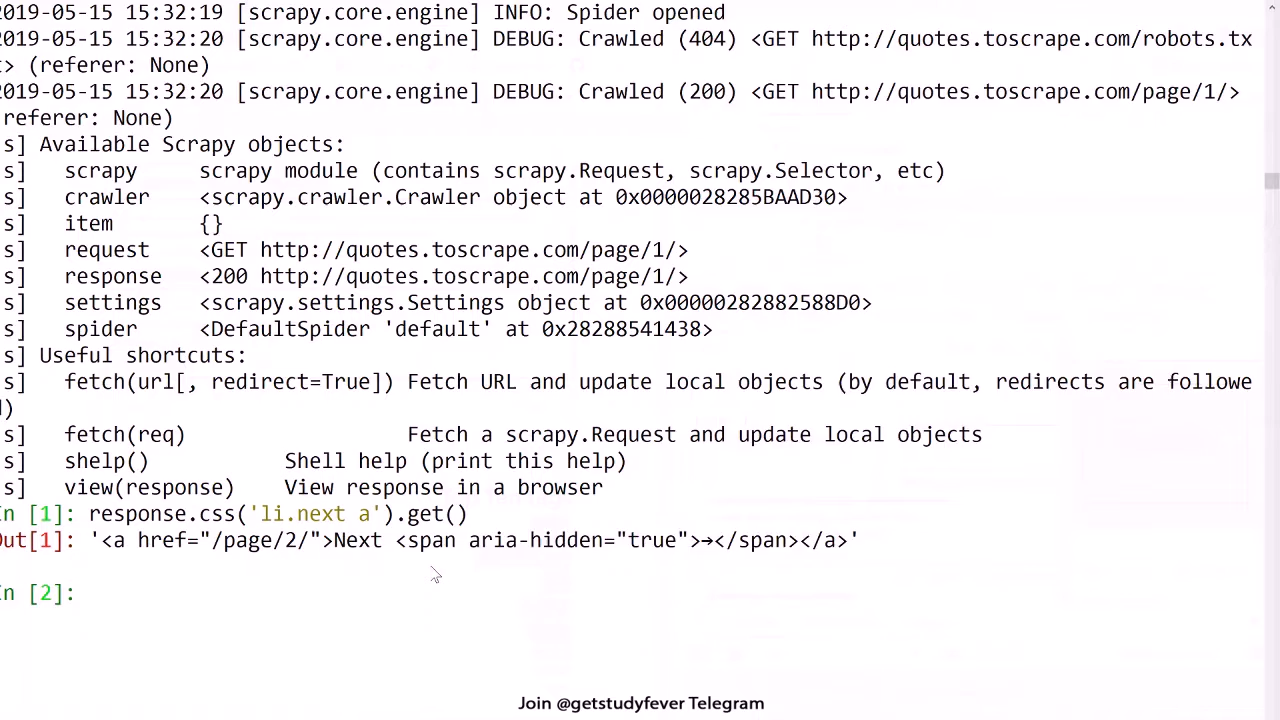 2019-05-15 15:32:19 [scrapy.core.engine] INFO: Spider opened
2019-05-15 15:32:20 [scrapy.core.engine] DEBUG: Crawled (404) <GET http://quotes.toscrape.com/robots.tx
t> (referer: None)
2019-05-15 15:32:20 [scrapy.core.engine] DEBUG: Crawled (200) <GET http://quotes.toscrape.com/page/1/>
referer: None)
s] Available Scrapy objects:
s] scrapy scrapy module (contains scrapy.Request, scrapy.Selector, etc)
s] crawler <scrapy.crawler.Crawler object at 0x0000028285BAAD30>
s] item {}
s] request <GET http://quotes.toscrape.com/page/1/>
s] response <200 http://quotes.toscrape.com/page/1/>
s] settings <scrapy.settings.Settings object at 0x00000282882588D0>
s] spider <DefaultSpider 'default' at 0x28288541438>
s] Useful shortcuts:
s] fetch(url[, redirect=True]) Fetch URL and update local objects (by default, redirects are followe
d)
s] fetch(req) Fetch a scrapy.Request and update local objects
s] shelp() Shell help (print this help)
s] view(response) View response in a browser
In [1]: response.css('li.next a').get()
Out[1]: '<a href="/page/2/">Next <span aria-hidden="true">→</span></a>'
In [2]:
Join @getstudyfever Telegram